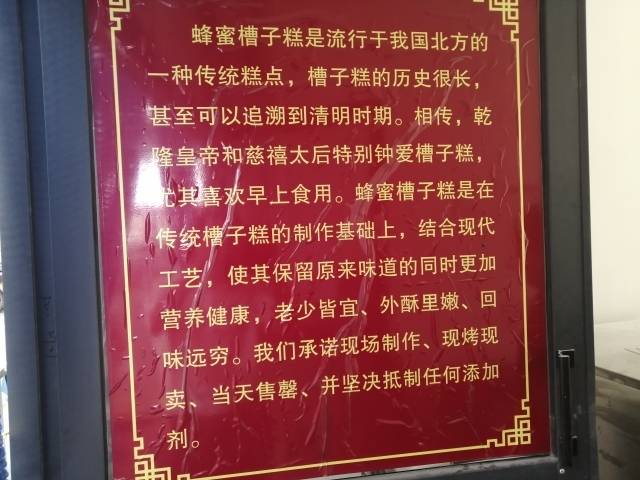 蜂蜜槽子糕是流行于我国北方的
一种传统糕点，槽子糕的历史很长，
甚至可以追溯到清明时期。相传，乾
隆皇帝和慈禧太后特别钟爱槽子糕，
尤其喜欢早上食用。蜂蜜槽子糕是在
传统槽子糕的制作基础上，结合现代
工艺，使其保留原来味道的同时更加
营养健康，老少皆宜、外酥里嫩、回
味远穷。我们承诺现场制作、现烤现
卖、当天售罄、并坚决抵制任何添加
剂。